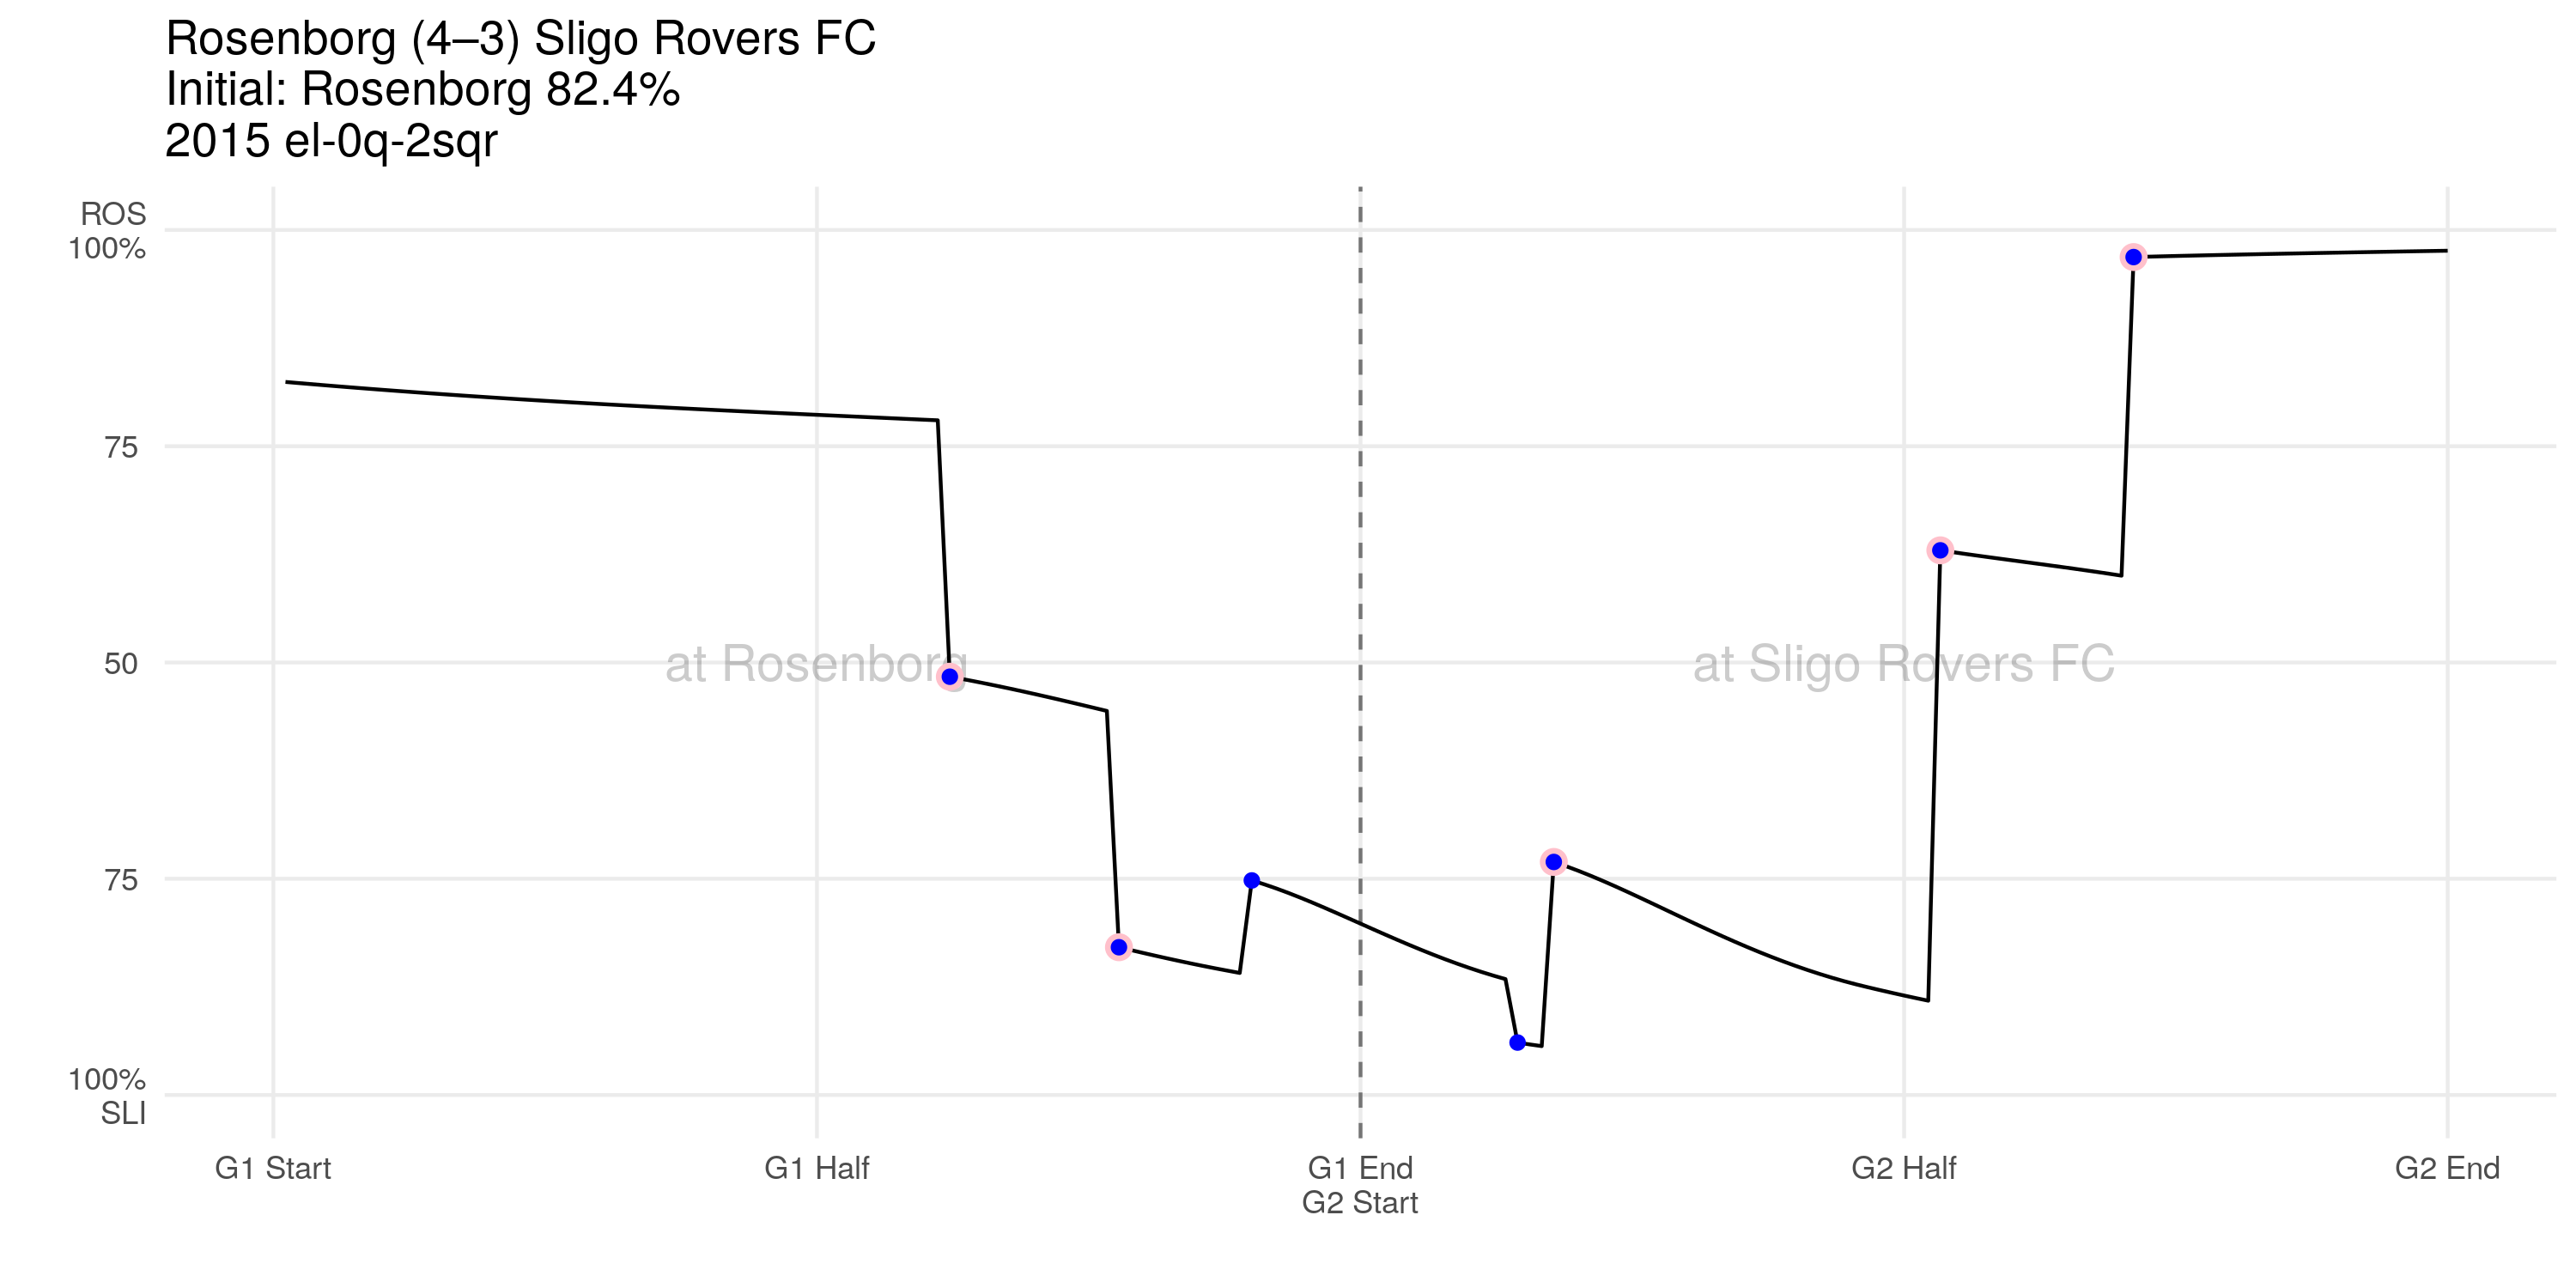 Rosenborg (4–3) Sligo Rovers FC
Initial: Rosenborg 82.4%
2015 el-0q-2sqr
ROS
100%
75
50
75
100%
SLI
at Rosenborg
at Sligo Rovers FC
G1 Start
G1 Half
G1 End
G2 Start
G2 Half
G2 End